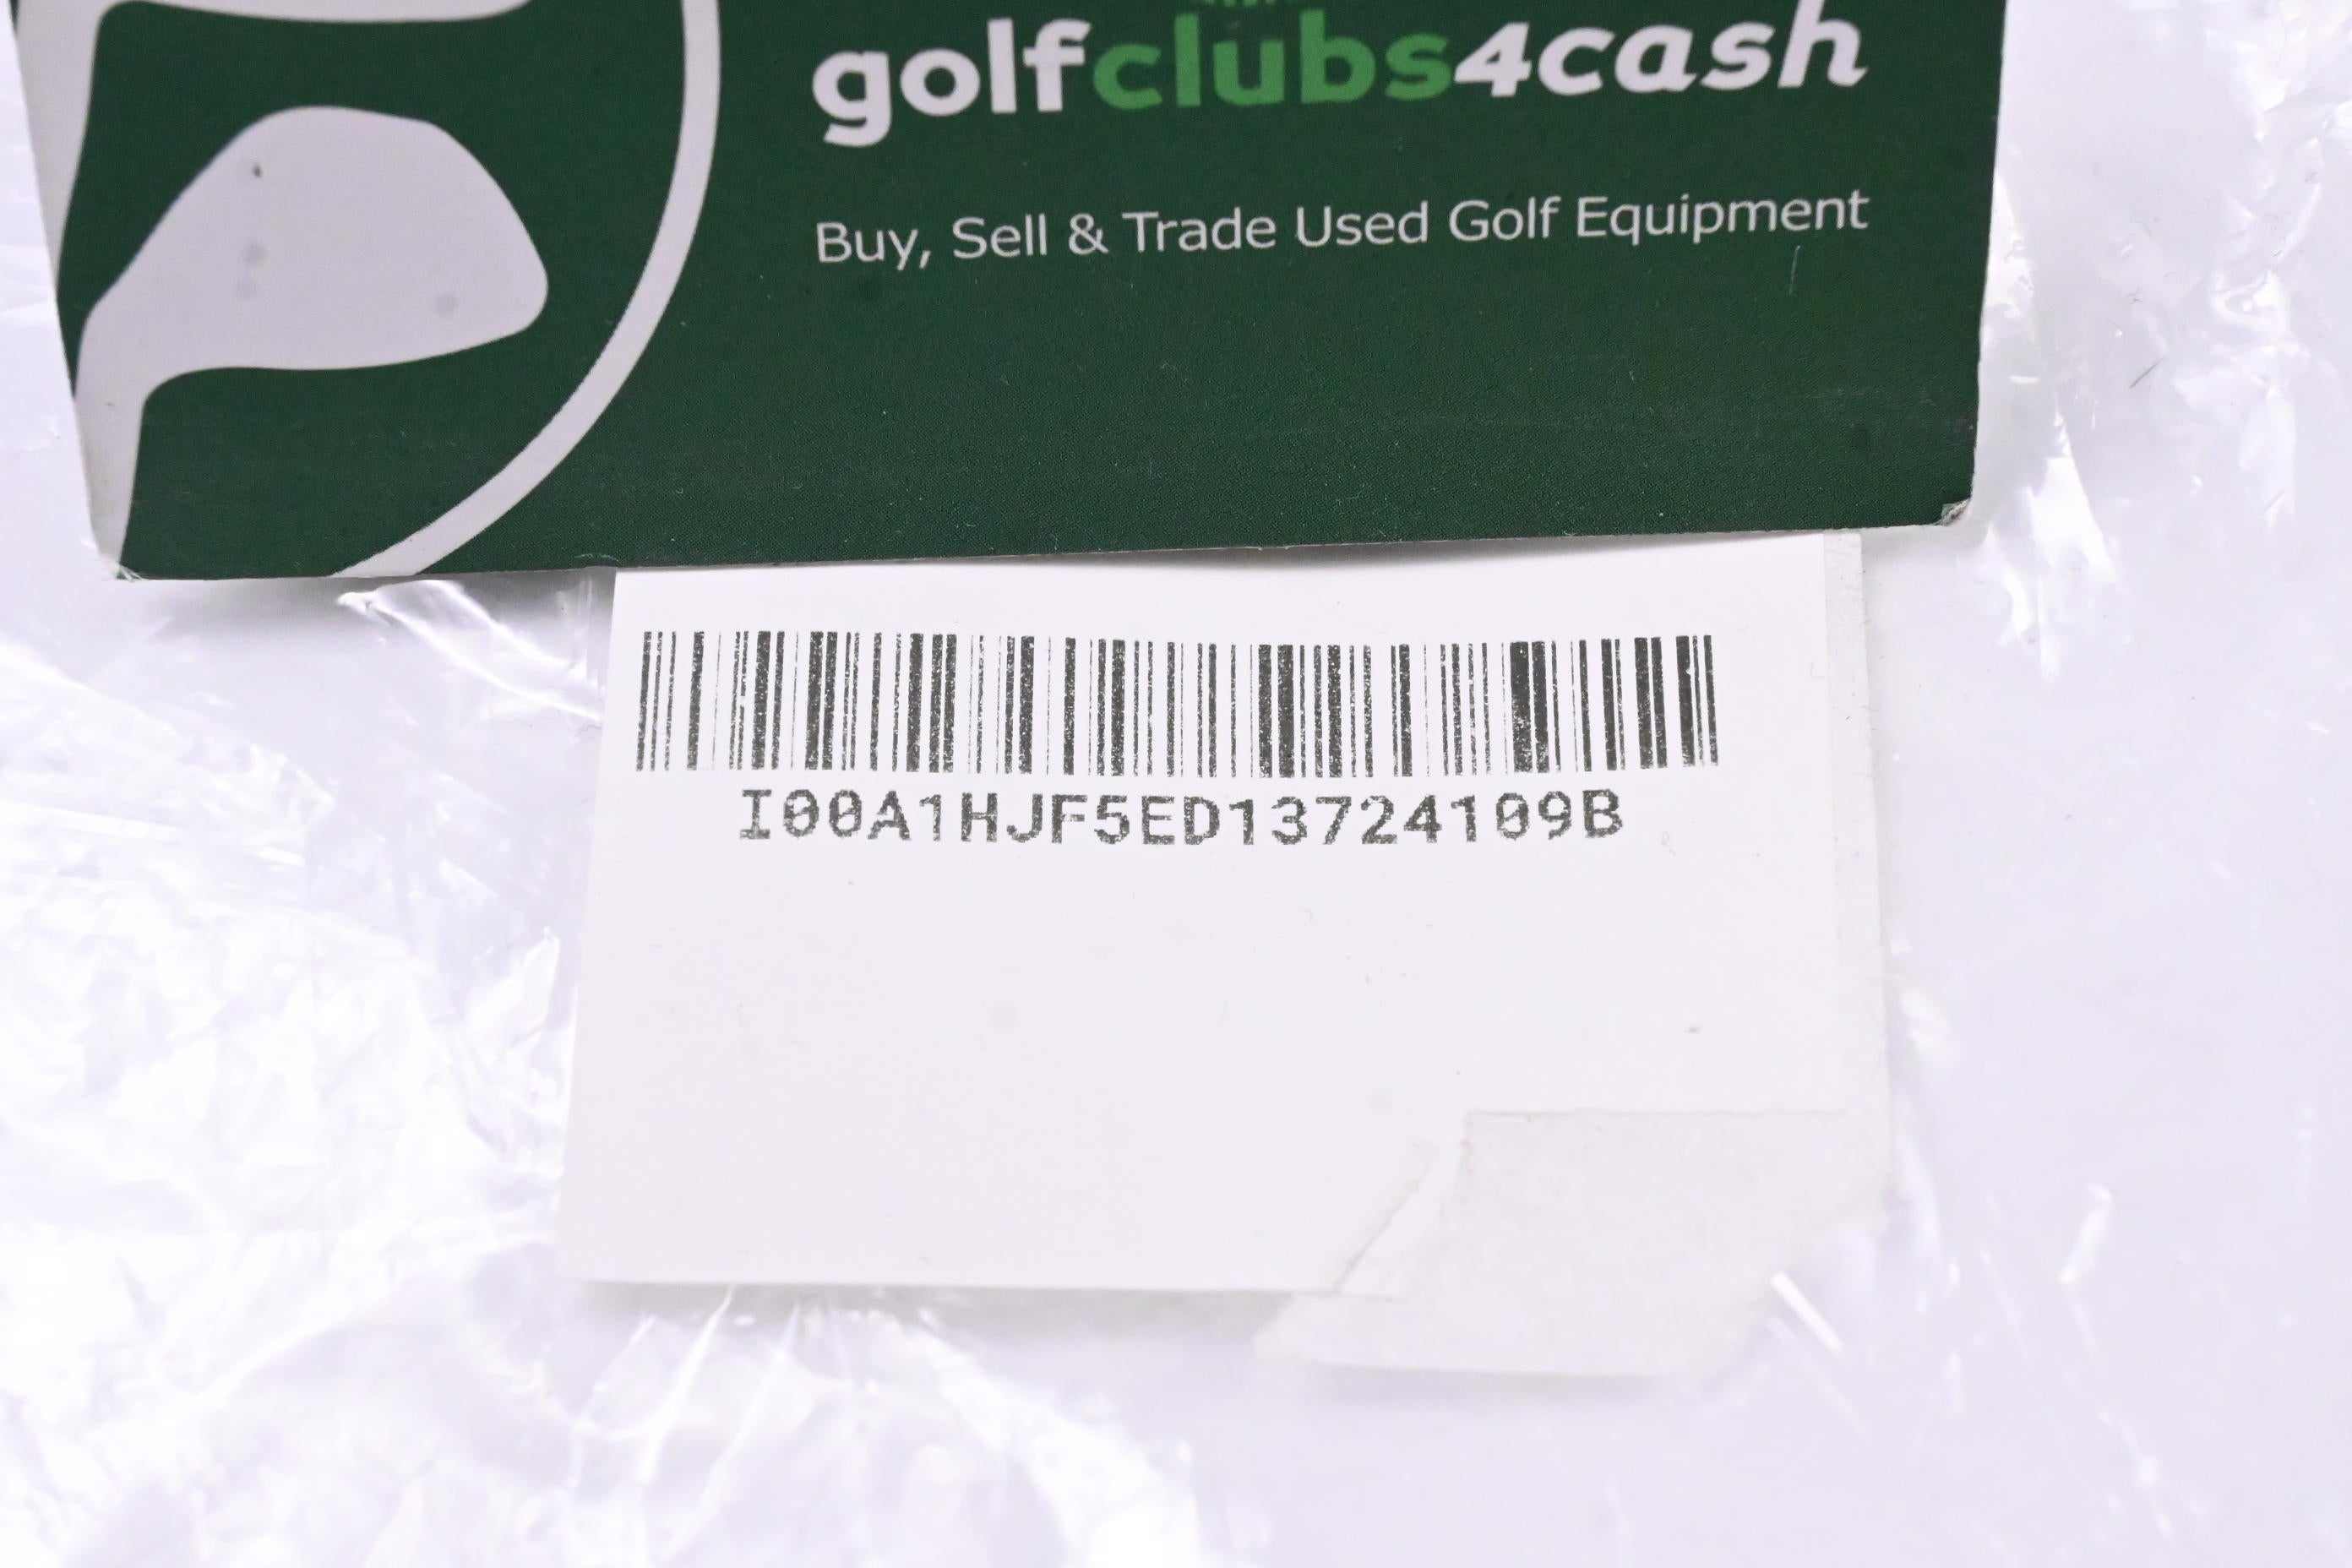 golfclubs4cash
Buy, Sell & Trade Used Golf Equipment
I00A1HJF5ED13724109B